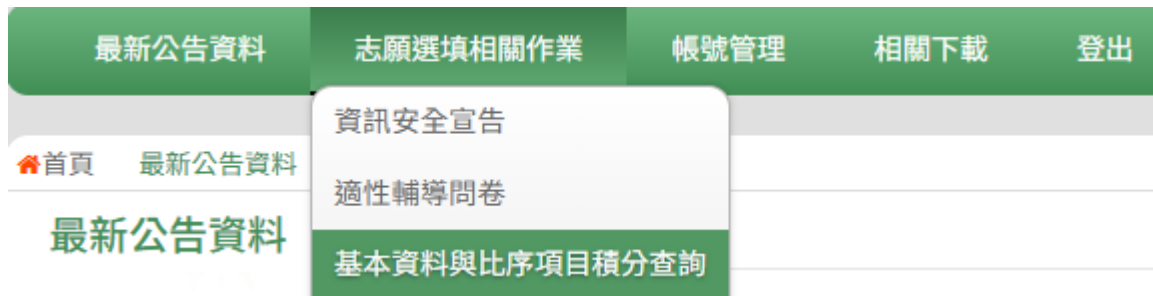 最新公告資料 志願選填相關作業 帳號管理 相關下載 登出
資訊安全宣告
首頁 最新公告資料
適性輔導問卷
最新公告資料
基本資料與比序項目積分查詢